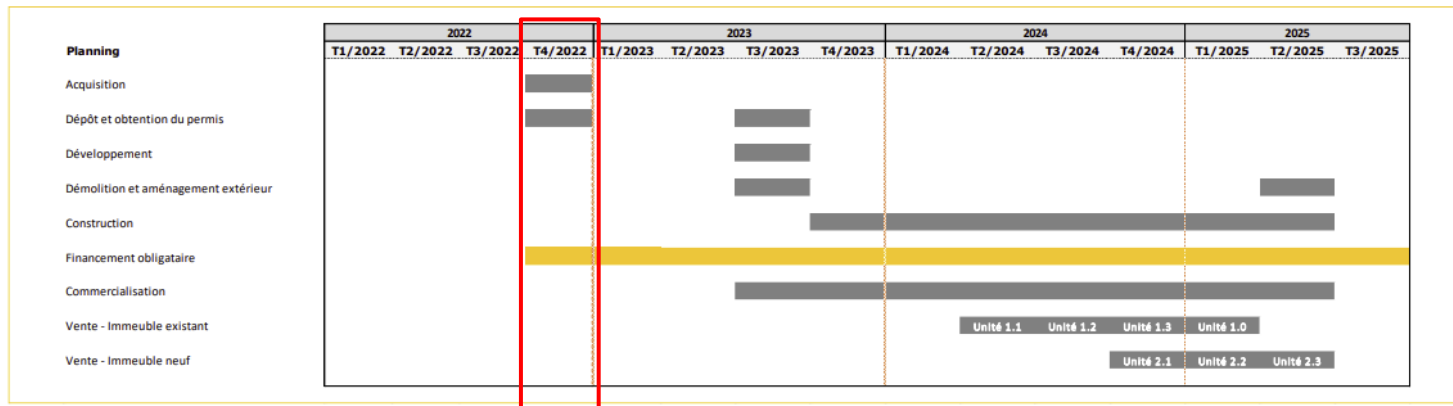 2022 2023 2024 2025
Planning T1/2022 T2/2022 T3/2022 T4/2022 T1/2023 T2/2023 T3/2023 T4/2023 T1/2024 T2/2024 T3/2024 T4/2024 T1/2025 T2/2025 T3/2025
Acquisition
Dépôt et obtention du permis
Développement
Démolition et aménagement extérieur
Construction
Financement obligataire
Commercialisation
Vente - Immeuble existant Unité 1.1 Unité 1.2 Unité 1.3 Unité 1.0
Vente - Immeuble neuf Unité 2.1 Unité 2.2 Unité 2.3